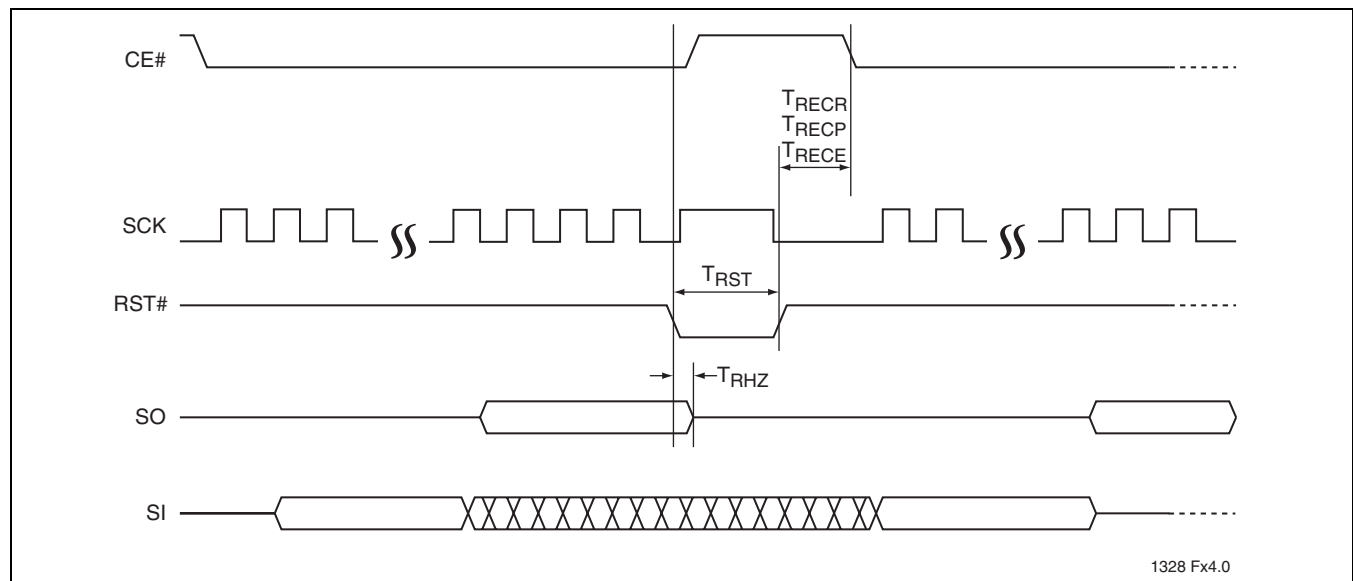 CE#
TRECR
TRECP
TRECE
SCK
TRST
RST#
TRHZ
SO
SI
1328 Fx4.0